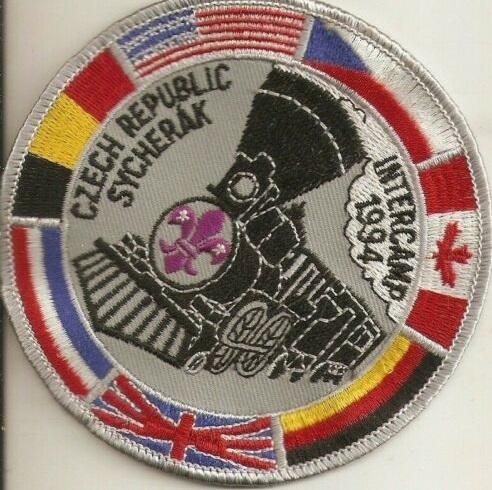 CZECH REPUBLIC
SYCHERÁK
INTERCAMP
1994